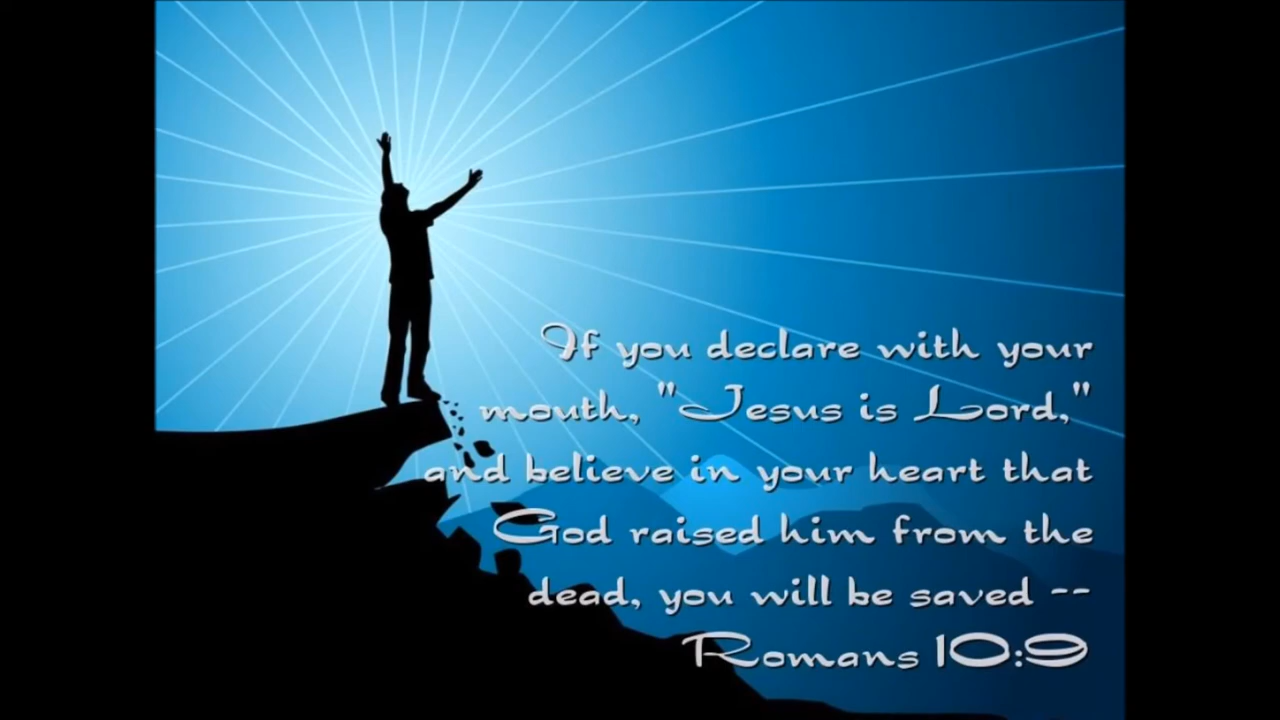 If you declare with your
mouth, "Jesus is Lord,"
and believe in your heart that
God raised him from the
dead, you will be saved --
Romans 10:9